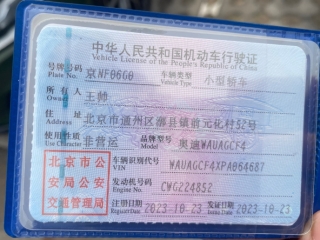 中华人民共和国机动车行驶证
Vehicle License of the People's Republic of China
号牌号码 京NF06G0 车辆类型 小型轿车
Plate No. Vehicle Type
所有人 王帅
Owner
住址 北京市通州区漷县镇前元化村52号
Address
使用性质 非营运 品牌型号 奥迪WAUAGCF4
Use Character Model
北京市公 车辆识别代号 WAUAGCF4XPA064687
VIN
安局公安 发动机号码 CWG224852
Engine No.
交通管理局 注册日期 2023-10-23 发证日期 2023-10-23
Register Date Issue Date